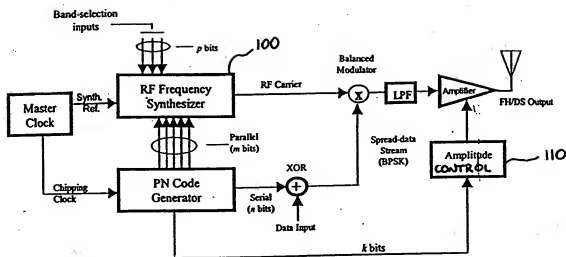 Band-selection
inputs
p bits
100
RF Frequency
Synthesizer
RF Carrier
Balanced
Modulator
X
LPF
Amplifier
FH/DS Output
Master
Clock
Synth.
Ref.
Parallel
(m bits)
Spread-data
Stream
(BPSK)
Amplitude
CONTROL
110
Chipping
Clock
PN Code
Generator
Serial
(n bits)
XOR
+
Data Input
k bits